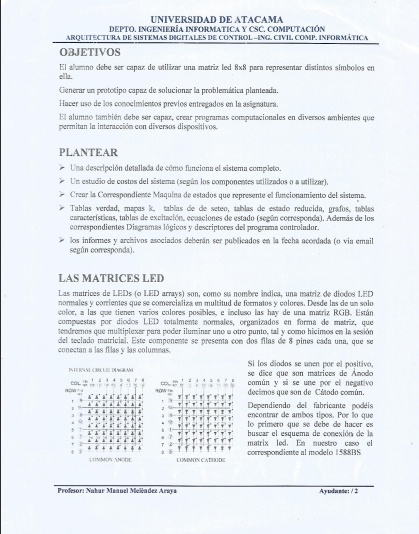 UNIVERSIDAD DE ATACAMA
DEPTO. INGENIERÍA INFORMATICA Y CSC. COMPUTACIÓN
ARQUITECTURA DE SISTEMAS DIGITALES DE CONTROL –ING. CIVIL COMP. INFORMÁTICA
OBJETIVOS
El alumno debe ser capaz de utilizar una matriz led 8x8 para representar distintos símbolos en
ella.
Generar un prototipo capaz de solucionar la problemática planteada.
Hacer uso de los conocimientos previos entregados en la asignatura.
El alumno también debe ser capaz, crear programas computacionales en diversos ambientes que
permitan la interacción con diversos dispositivos.
PLANTEAR
➢ Una descripción detallada de cómo funciona el sistema completo.
➢ Un estudio de costos del sistema (según los componentes utilizados o a utilizar).
➢ Crear la Correspondiente Maquina de estados que represente el funcionamiento del sistema.
➢ Tablas verdad, mapas k, tablas de de seteo, tablas de estado reducida, grafos, tablas
características, tablas de excitación, ecuaciones de estado (según corresponda). Además de los
correspondientes Diagramas lógicos y descriptores del programa controlador.
➢ los informes y archivos asociados deberán ser publicados en la fecha acordada (o via email
según corresponda).
LAS MATRICES LED
Las matrices de LEDs (o LED arrays) son, como su nombre indica, una matriz de diodos LED
normales y corrientes que se comercializa en multitud de formatos y colores. Desde las de un solo
color, a las que tienen varios colores posibles, e incluso las hay de una matriz RGB. Están
compuestas por diodos LED totalmente normales, organizados en forma de matriz, que
tendremos que multiplexar para poder iluminar uno u otro punto, tal y como hicimos en la sesión
del teclado matricial. Este componente se presenta con dos filas de 8 pines cada una, que se
conectan a las filas y las columnas.
INTERNAL CIRCUIT DIAGRAM
COL. 1 2 3 4 5 6 7 8
ROW
COL. 1 2 3 4 5 6 7 8
ROW
COMMON ANODE
COMMON CATHODE
Si los diodos se unen por el positivo,
se dice que son matrices de Ánodo
común y si se une por el negativo
decimos que son de Cátodo común.
Dependiendo del fabricante podéis
encontrar de ambos tipos. Por lo que
lo primero que se debe de hacer es
buscar el esquema de conexión de la
matriz led. En nuestro caso el
correspondiente al modelo 1588BS
Profesor: Nahur Manuel Meléndez Araya
Ayudante: / 2